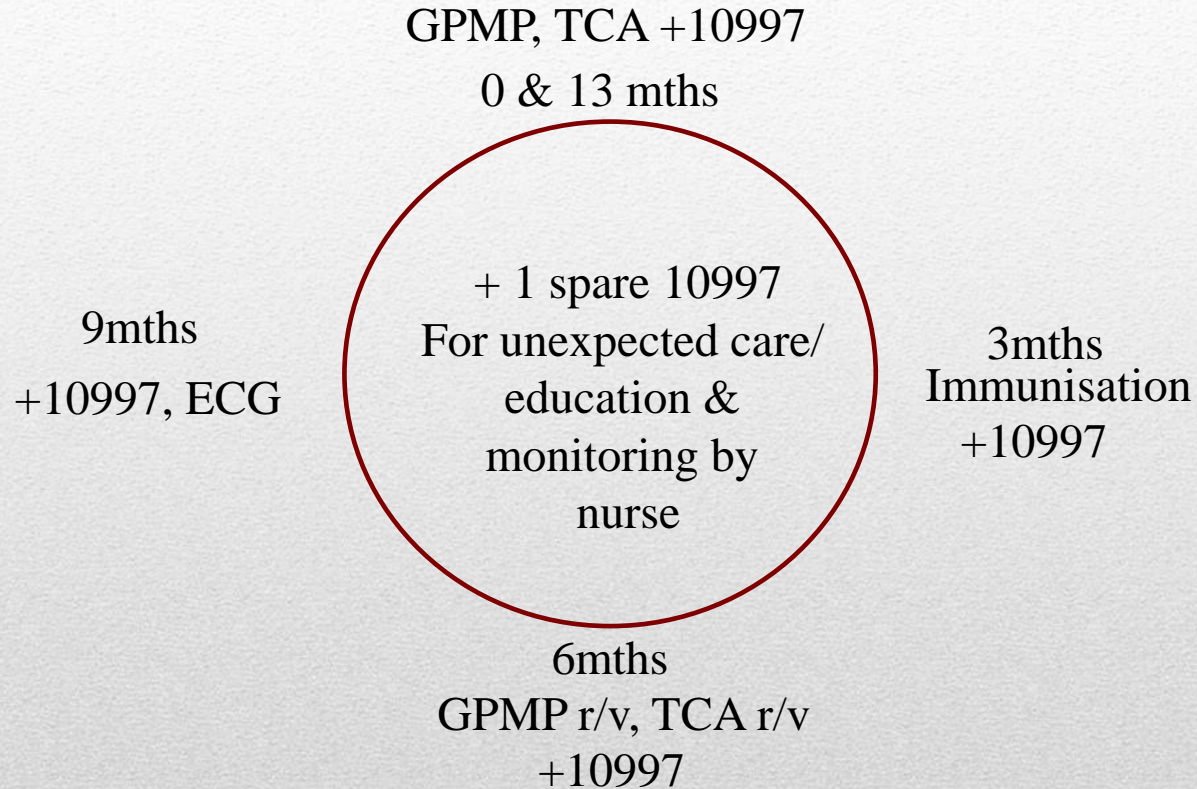 GPMP, TCA +10997
0 & 13 mths
+ 1 spare 10997
For unexpected care/
education &
monitoring by
nurse
9mths
+10997, ECG
3mths
Immunisation
+10997
6mths
GPMP r/v, TCA r/v
+10997